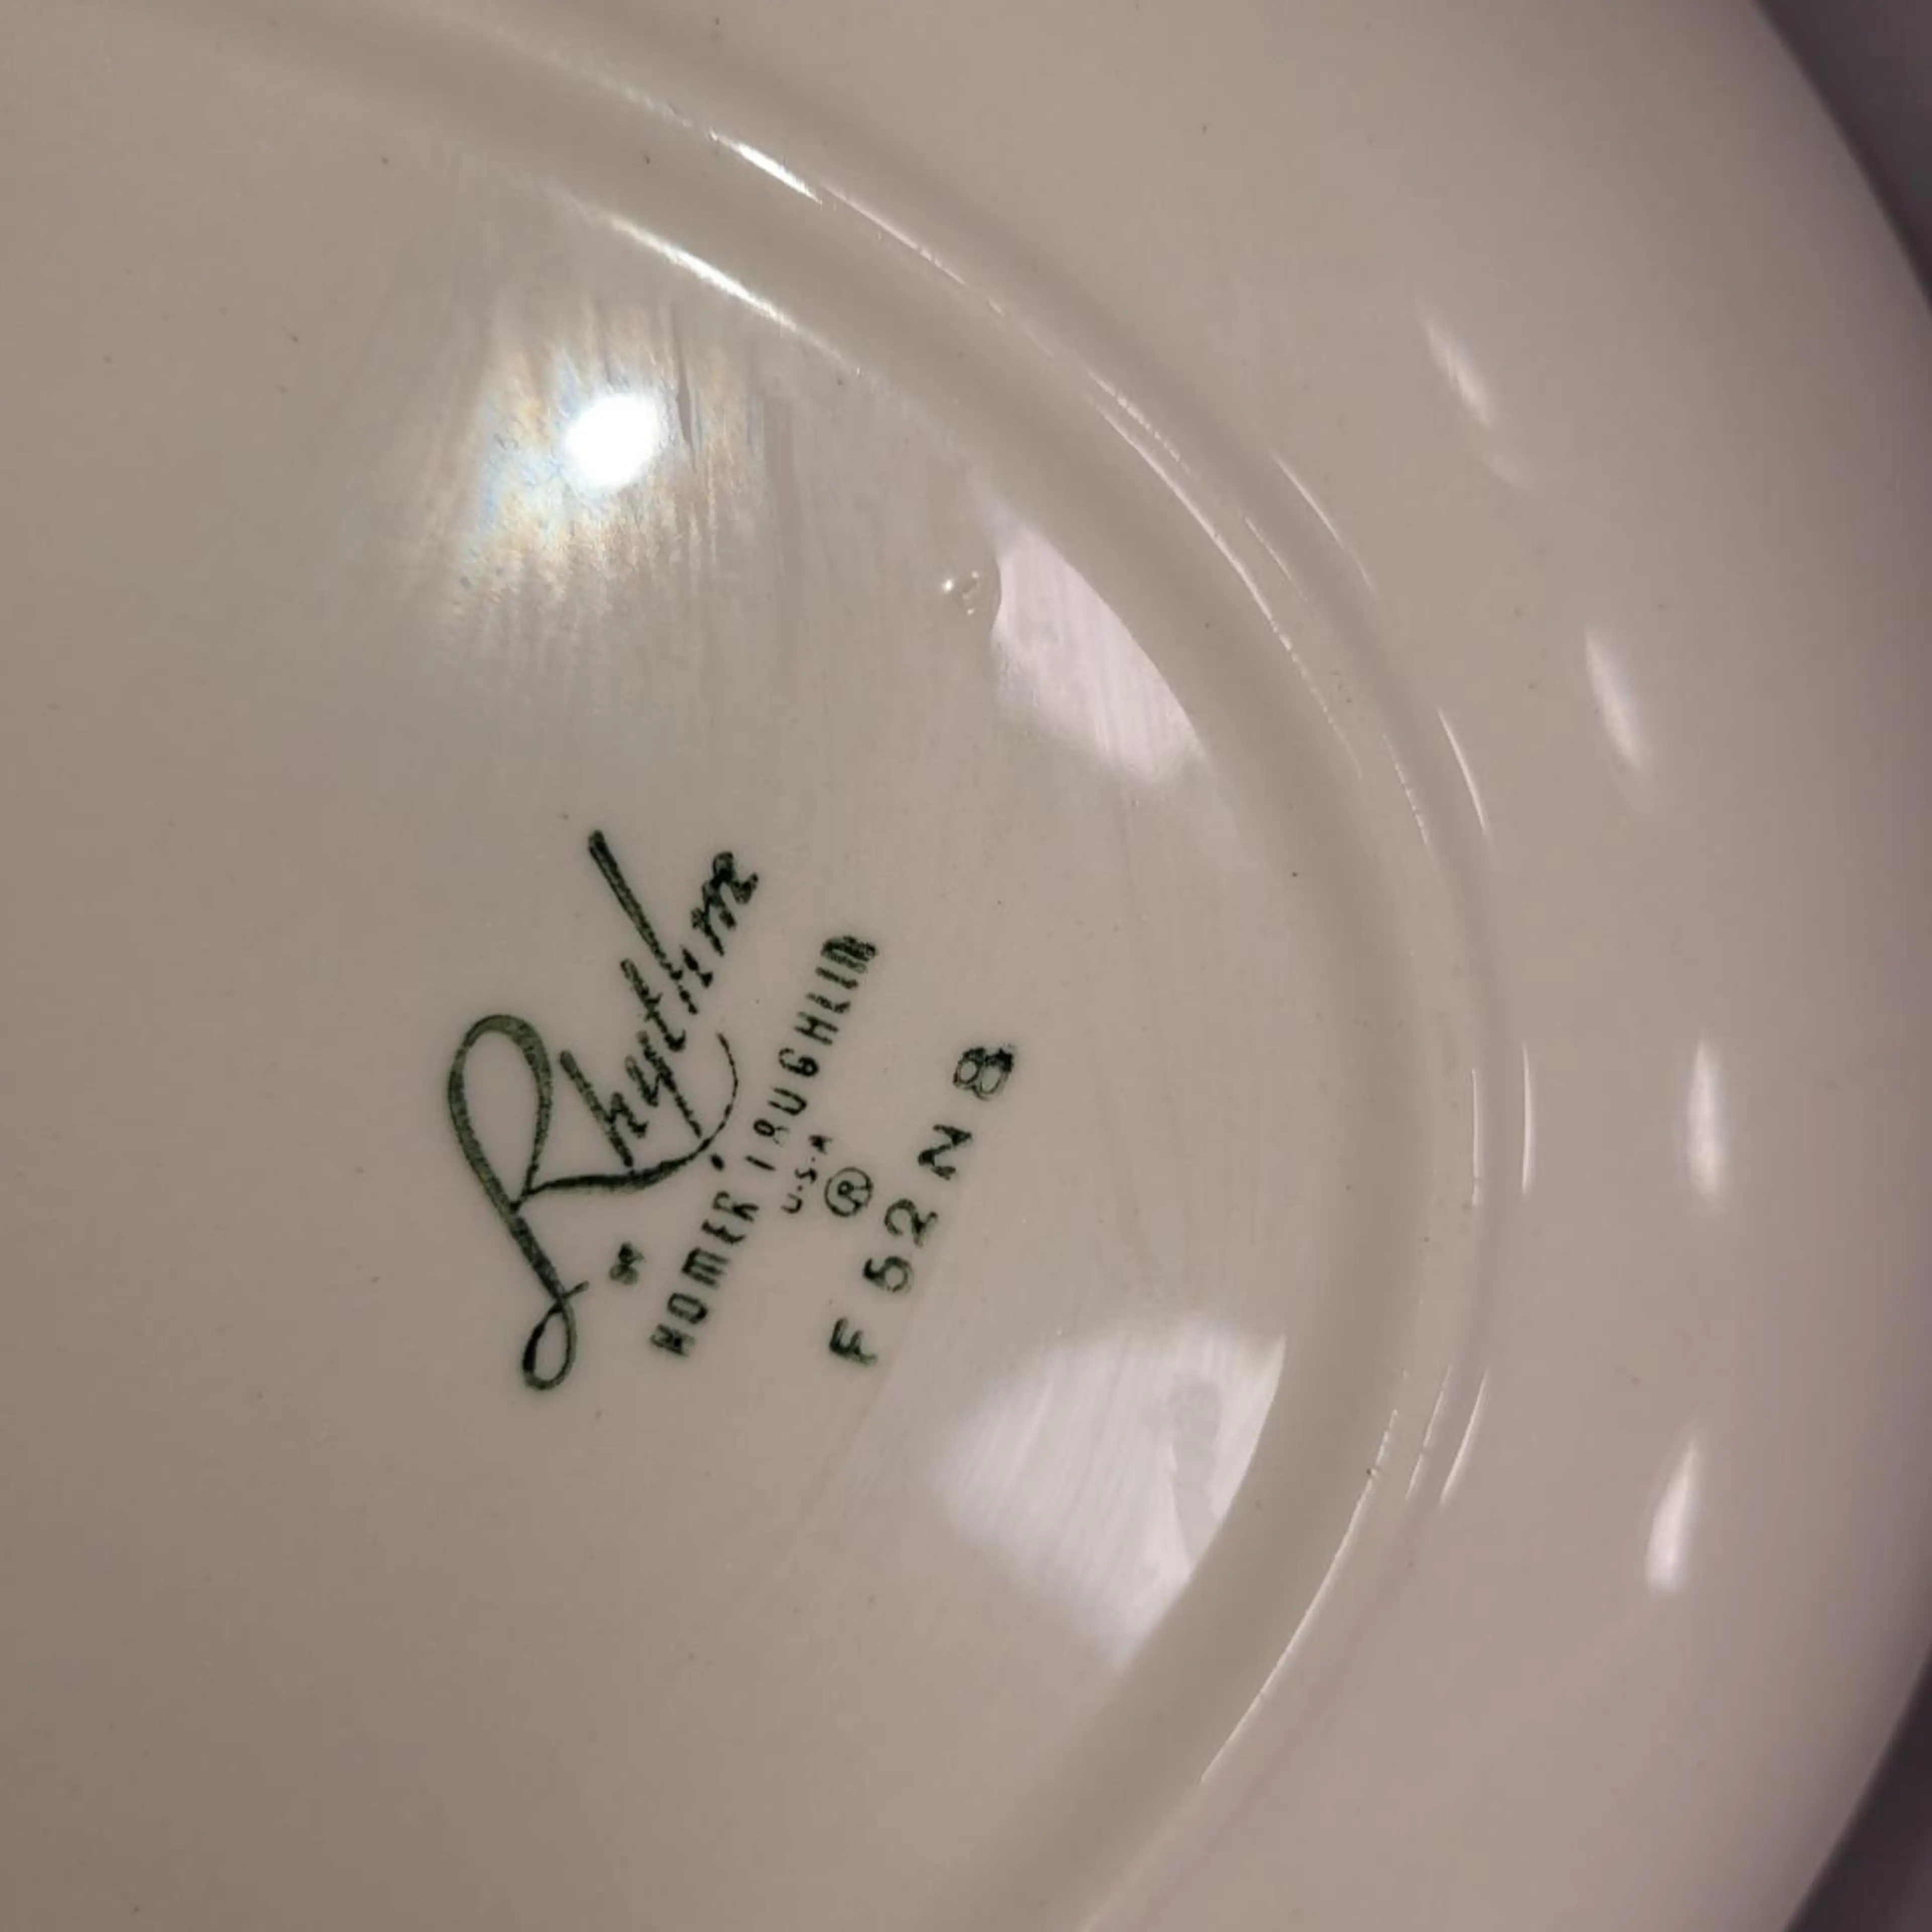 Rhythm
HOMER LAUGHLIN
U.S.A
®
F 52 N 8